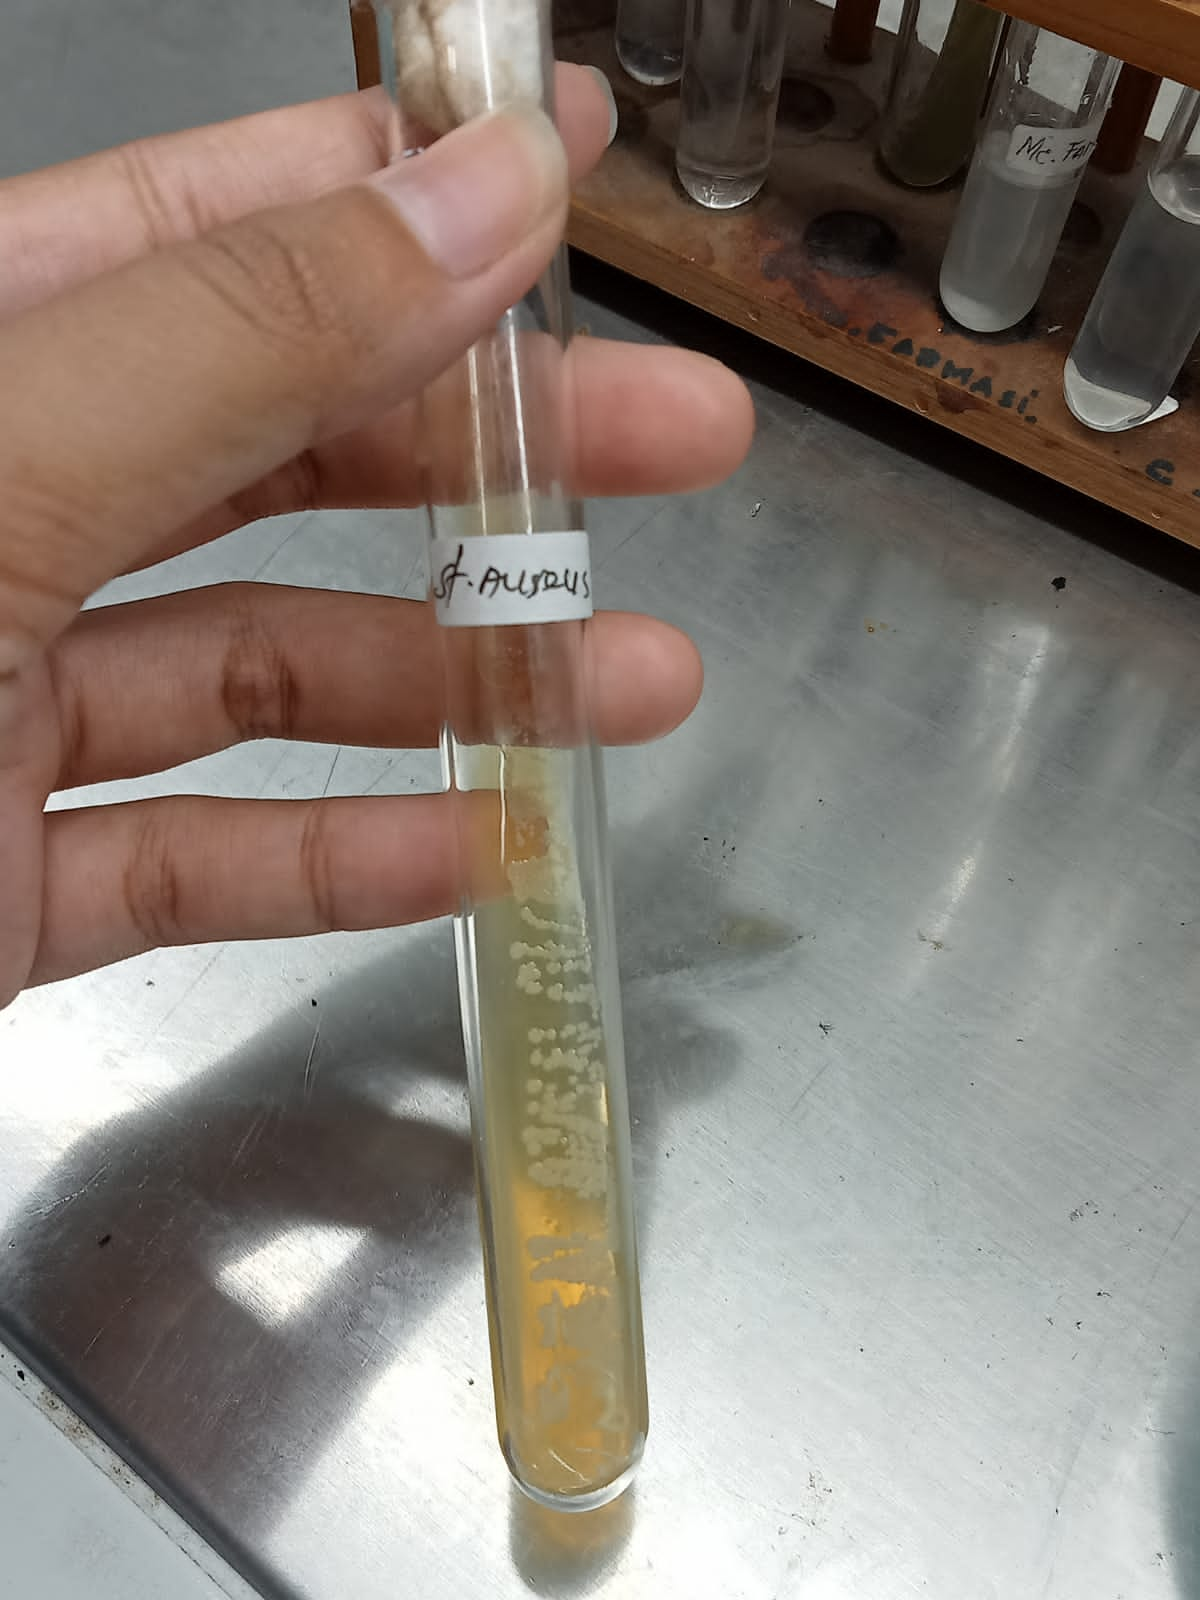 Mc. Far
. FARMASi.
C
St. Aureus